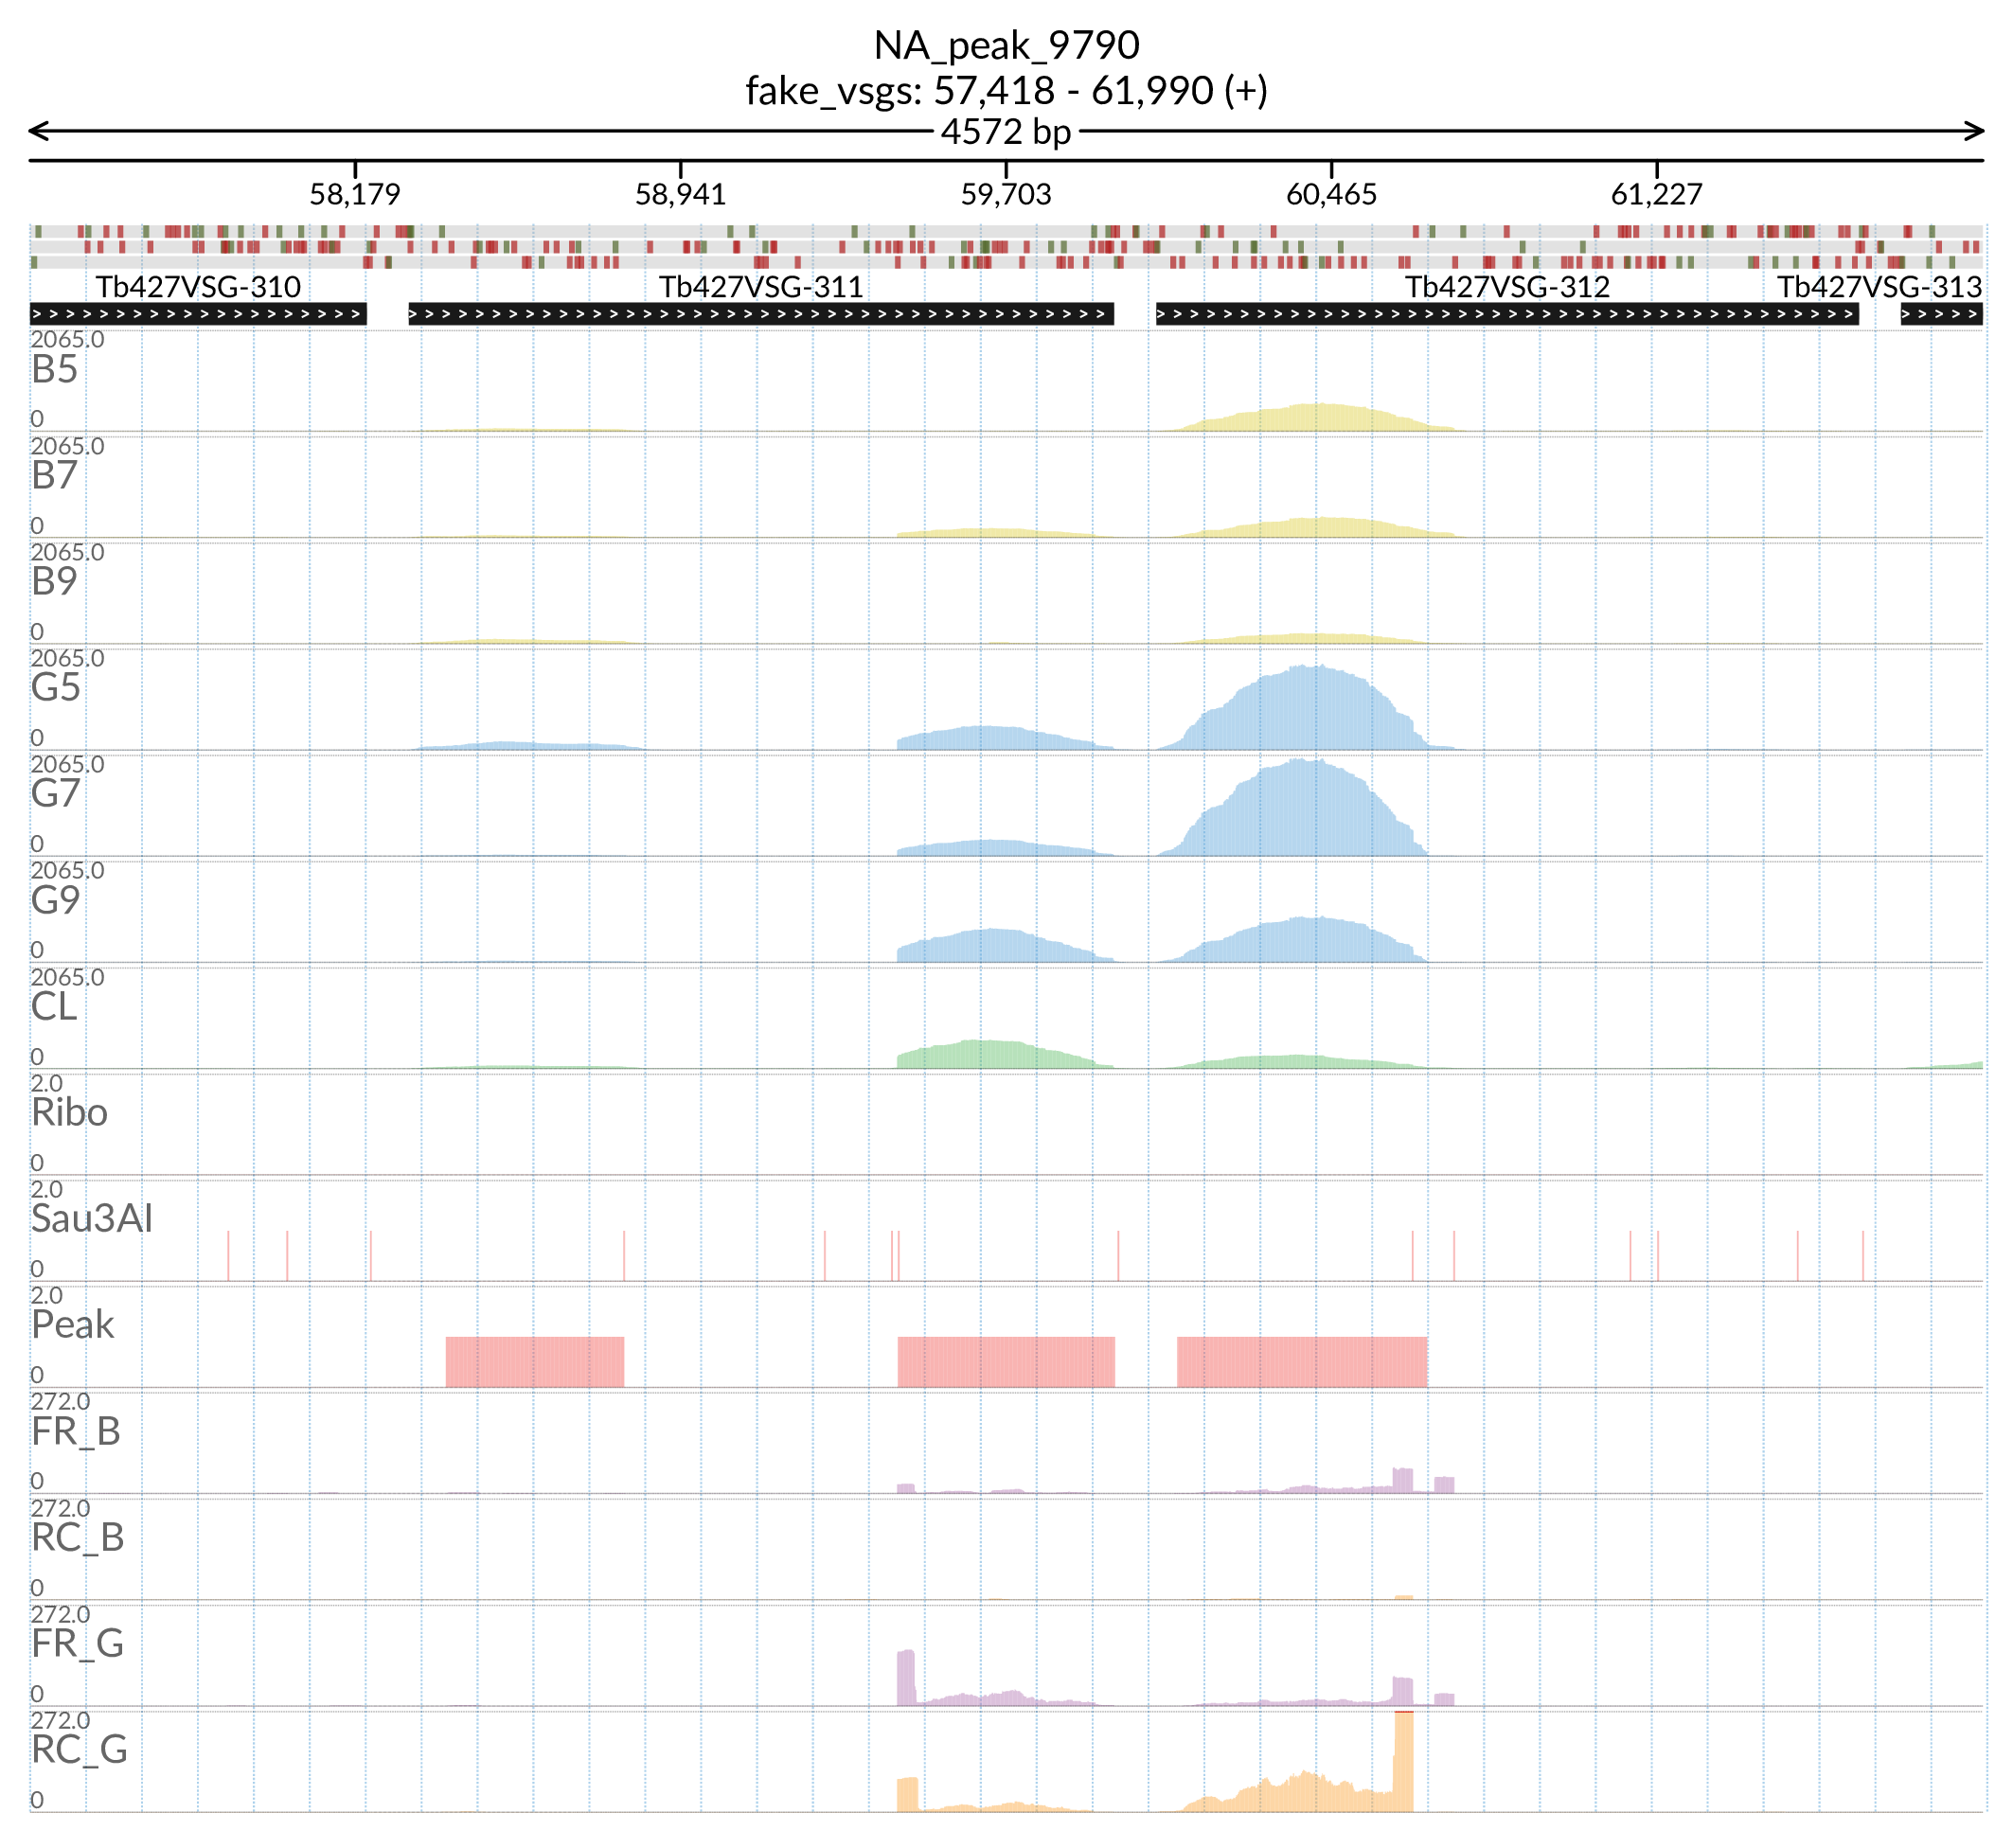 NA_peak_9790
fake_vsgs: 57,418 - 61,990 (+)
4572 bp
58,179 58,941 59,703 60,465 61,227
Tb427VSG-310 Tb427VSG-311 Tb427VSG-312 Tb427VSG-313
2065.0
B5
0
2065.0
B7
0
2065.0
B9
0
2065.0
G5
0
2065.0
G7
0
2065.0
G9
0
2065.0
CL
0
2.0
Ribo
0
2.0
Sau3AI
0
2.0
Peak
0
272.0
FR_B
0
272.0
RC_B
0
272.0
FR_G
0
272.0
RC_G
0